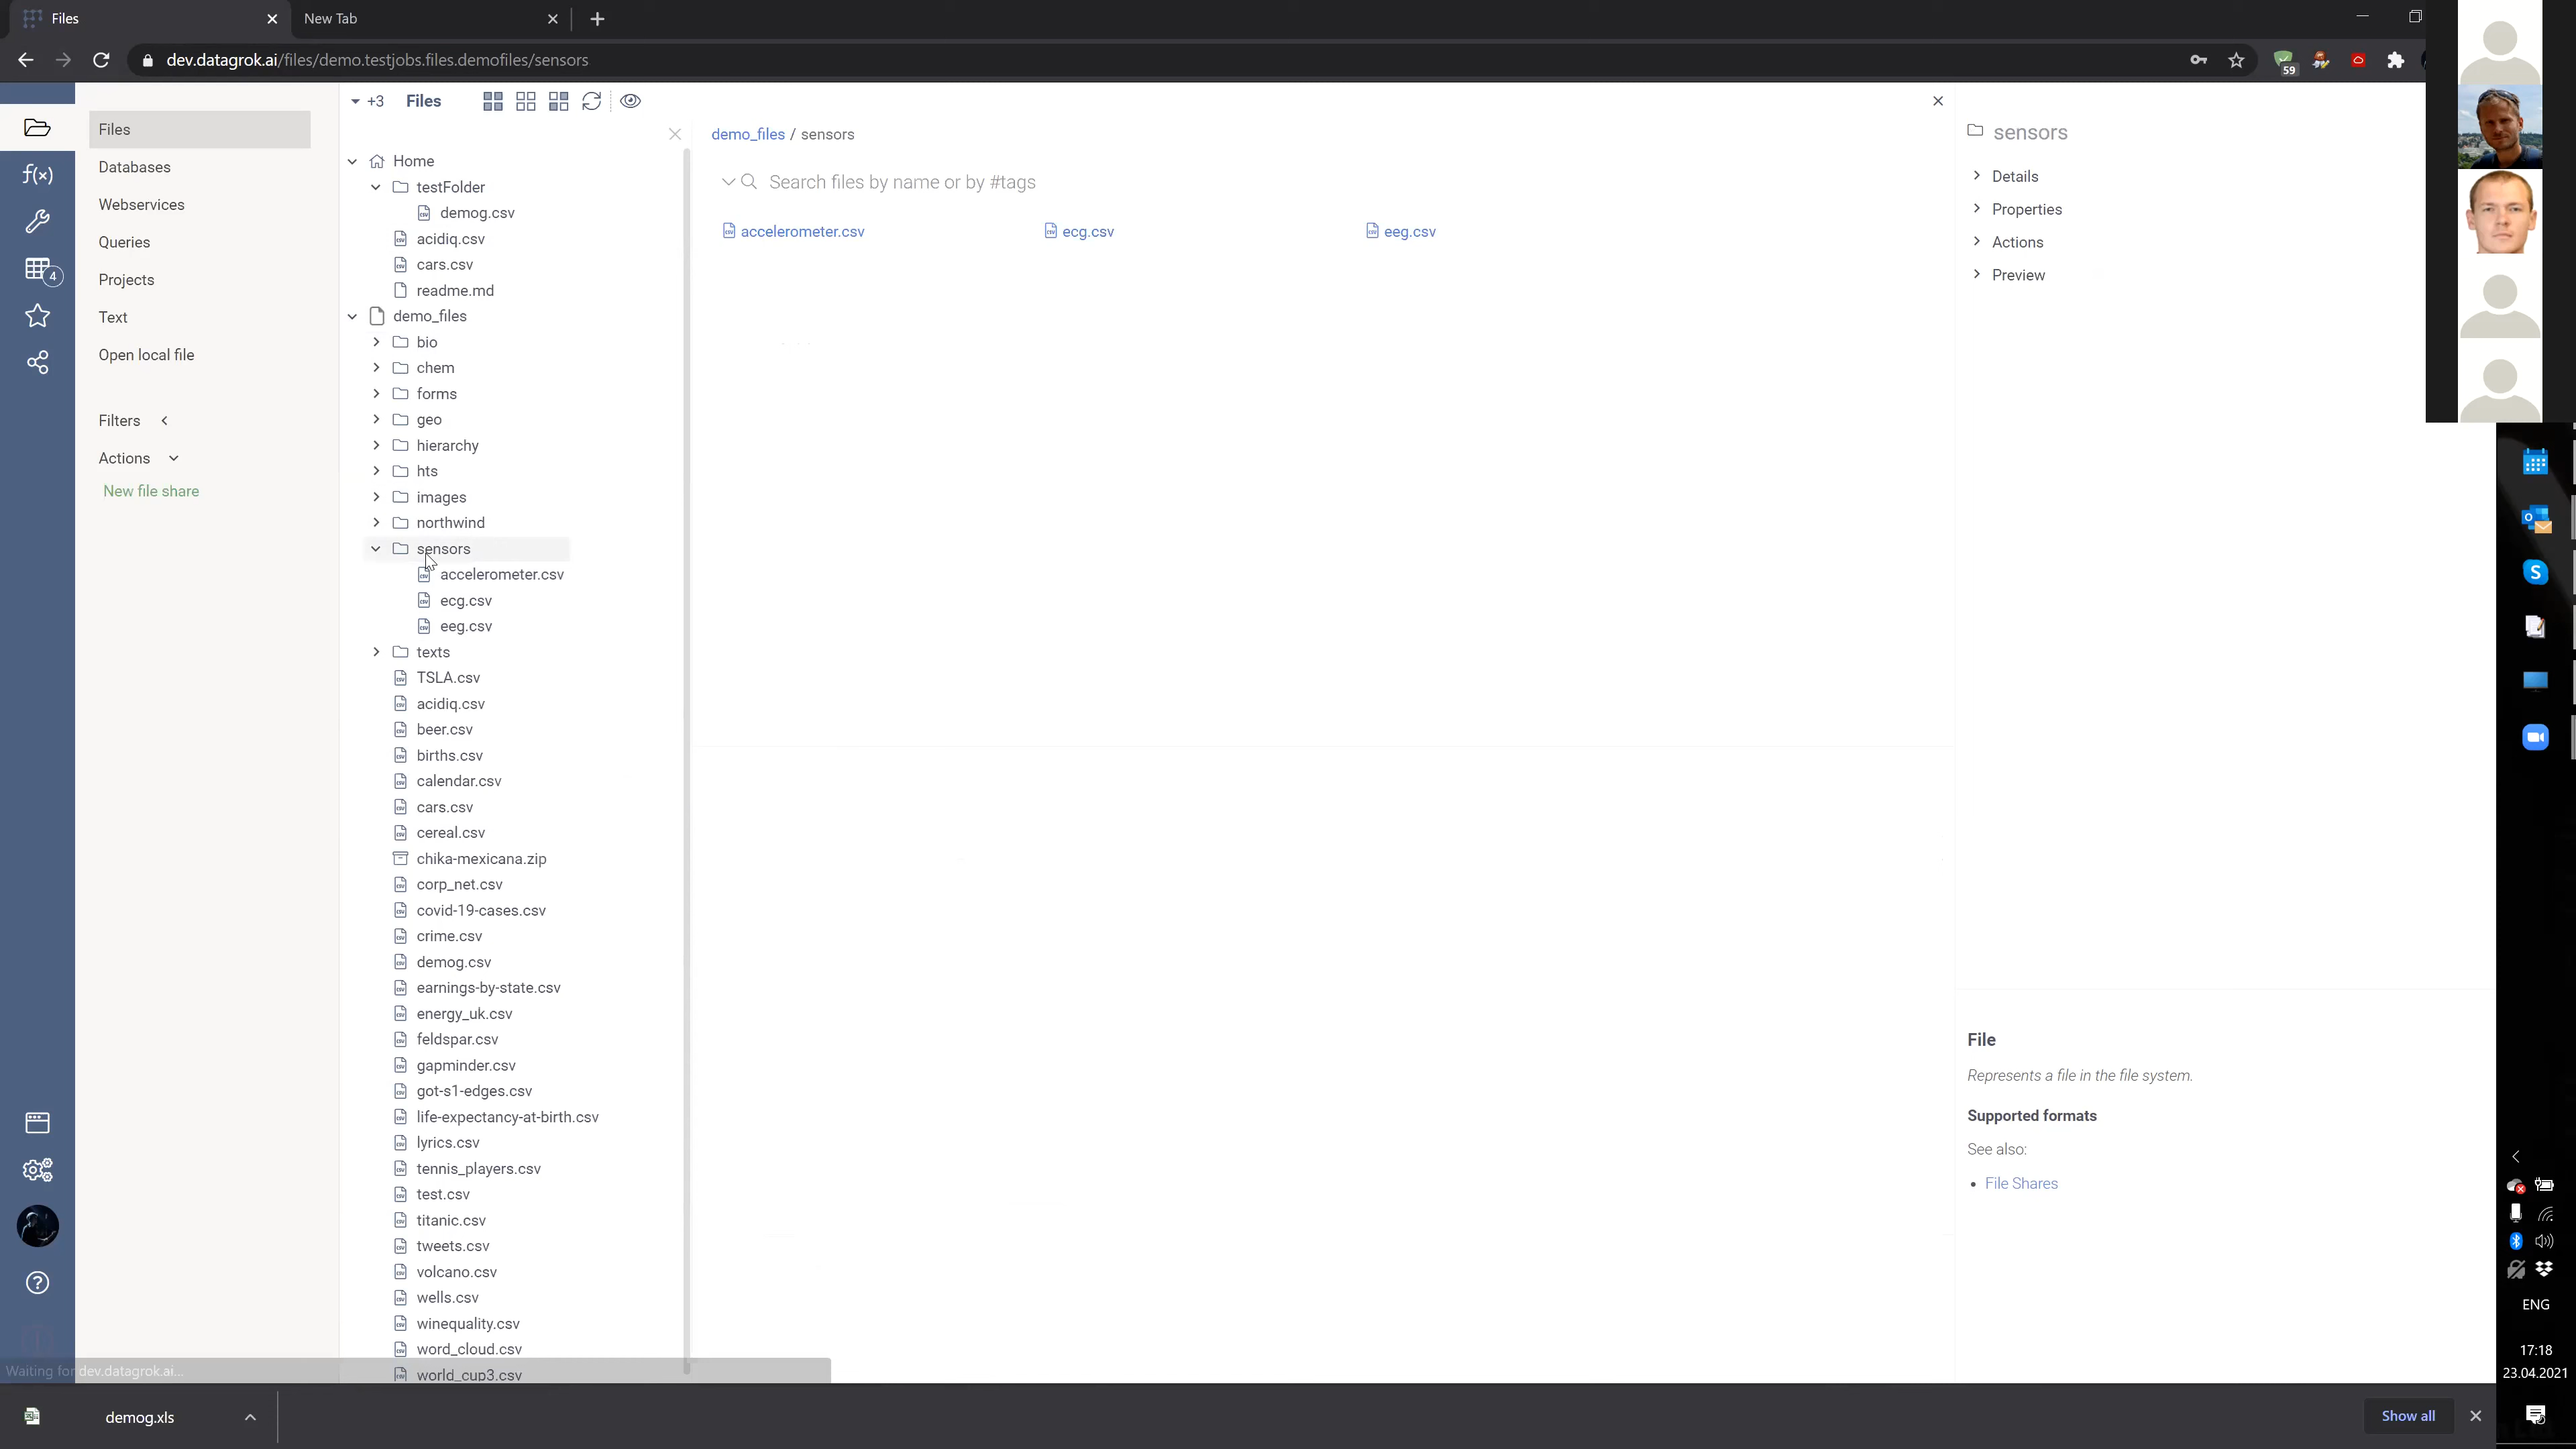 Files
New Tab
dev.datagrok.ai/files/demo.testjobs.files.demofiles/sensors
59
Files
Databases
Webservices
Queries
4
Projects
Text
Open local file
Filters
Actions
New file share
+3 Files
Home
testFolder
demog.csv
acidiq.csv
cars.csv
readme.md
demo_files
bio
chem
forms
geo
hierarchy
hts
images
northwind
sensors
accelerometer.csv
ecg.csv
eeg.csv
texts
TSLA.csv
acidiq.csv
beer.csv
births.csv
calendar.csv
cars.csv
cereal.csv
chika-mexicana.zip
corp_net.csv
covid-19-cases.csv
crime.csv
demog.csv
earnings-by-state.csv
energy_uk.csv
feldspar.csv
gapminder.csv
got-s1-edges.csv
life-expectancy-at-birth.csv
lyrics.csv
tennis_players.csv
test.csv
titanic.csv
tweets.csv
volcano.csv
wells.csv
winequality.csv
word_cloud.csv
world_cup3.csv
Waiting for dev.datagrok.ai...
demo_files / sensors
Search files by name or by #tags
accelerometer.csv
ecg.csv
eeg.csv
sensors
Details
Properties
Actions
Preview
File
Represents a file in the file system.
Supported formats
See also:
File Shares
ENG
17:18
23.04.2021
demog.xls
Show all